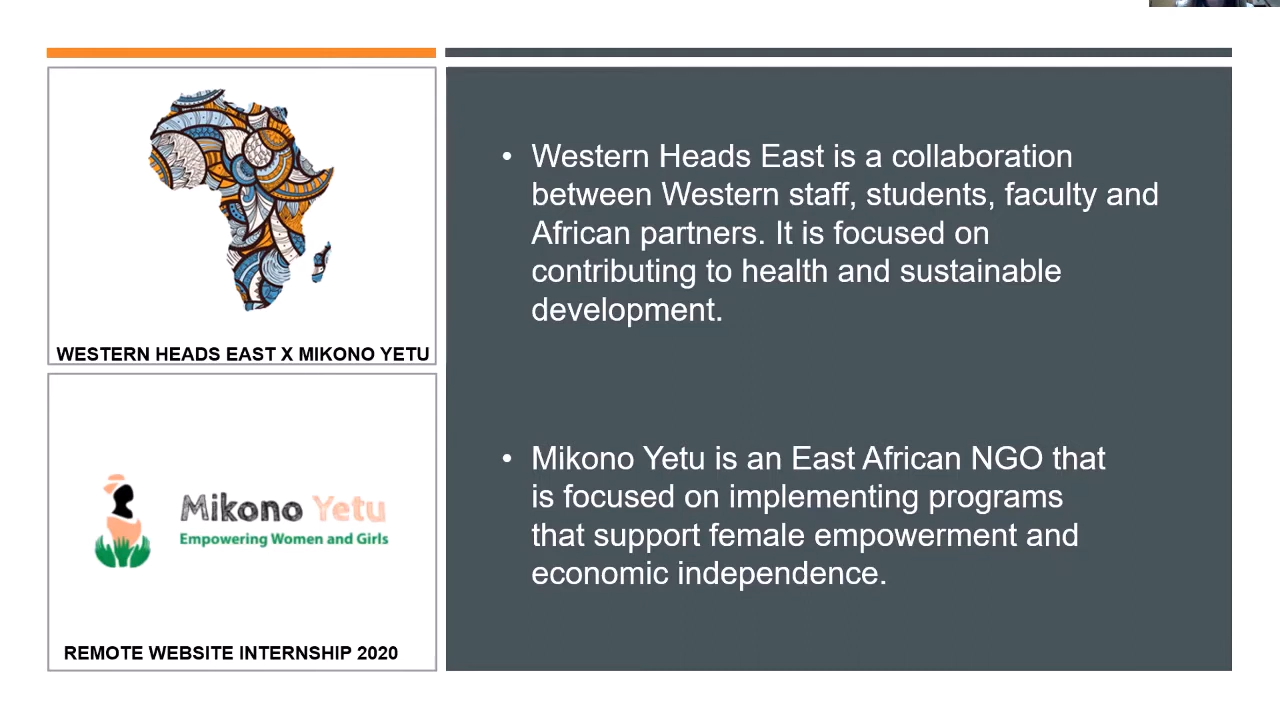 WESTERN HEADS EAST X MIKONO YETU
Mikono Yetu
Empowering Women and Girls
REMOTE WEBSITE INTERNSHIP 2020
• Western Heads East is a collaboration
between Western staff, students, faculty and
African partners. It is focused on
contributing to health and sustainable
development.
• Mikono Yetu is an East African NGO that
is focused on implementing programs
that support female empowerment and
economic independence.